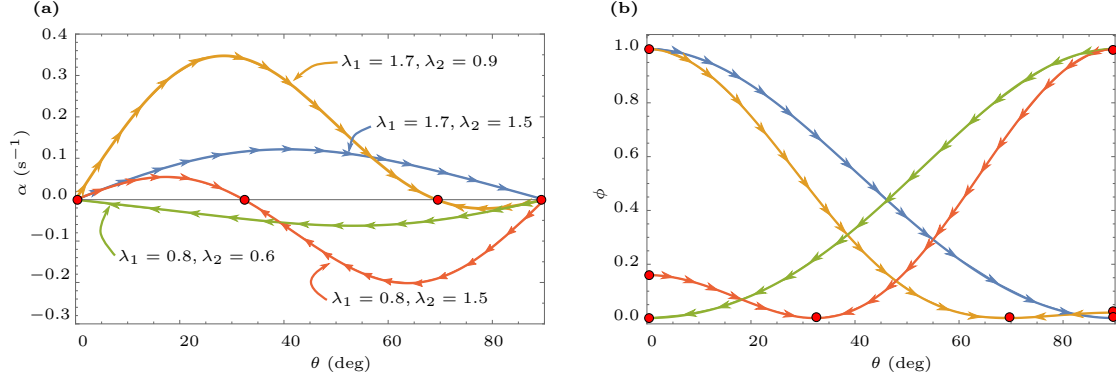 (a)
0.4
0.3
0.2
0.1
0.0
−0.1
−0.2
−0.3
α (s⁻¹)
λ₁ = 1.7, λ₂ = 0.9
λ₁ = 1.7, λ₂ = 1.5
λ₁ = 0.8, λ₂ = 0.6
λ₁ = 0.8, λ₂ = 1.5
0 20 40 60 80
θ (deg)
(b)
1.0
0.8
0.6
0.4
0.2
0.0
ϕ
0 20 40 60 80
θ (deg)